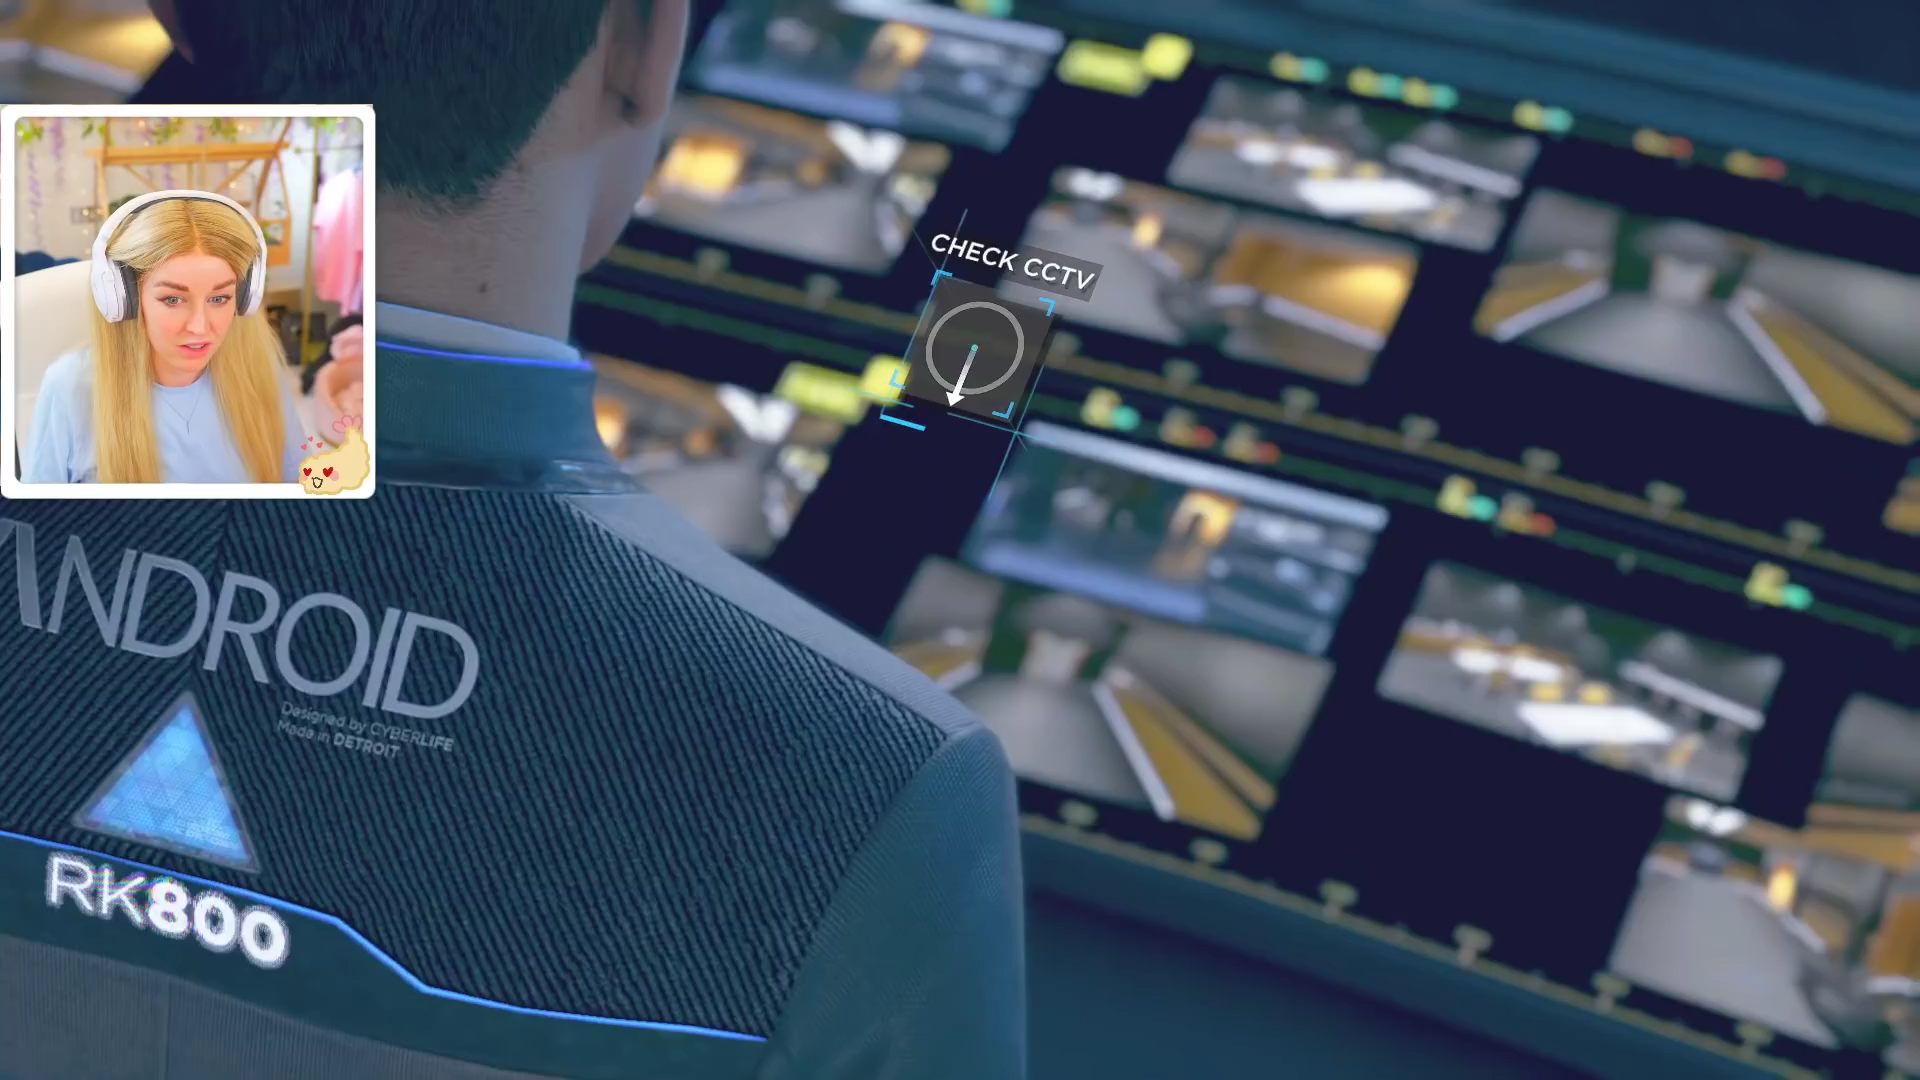 CHECK CCTV
ANDROID
Designed by CYBERLIFE
Made in DETROIT
RK800